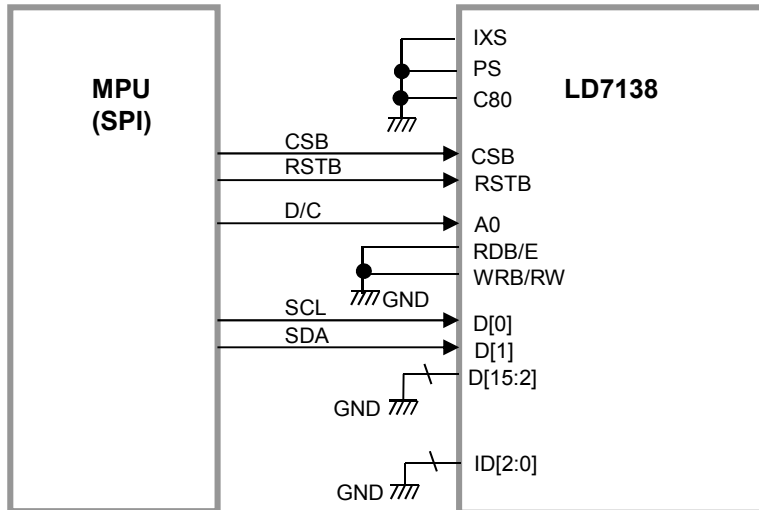 MPU
(SPI)
LD7138
IXS
PS
C80
CSB
CSB
RSTB
RSTB
D/C
A0
RDB/E
WRB/RW
GND
SCL
D[0]
SDA
D[1]
D[15:2]
GND
ID[2:0]
GND